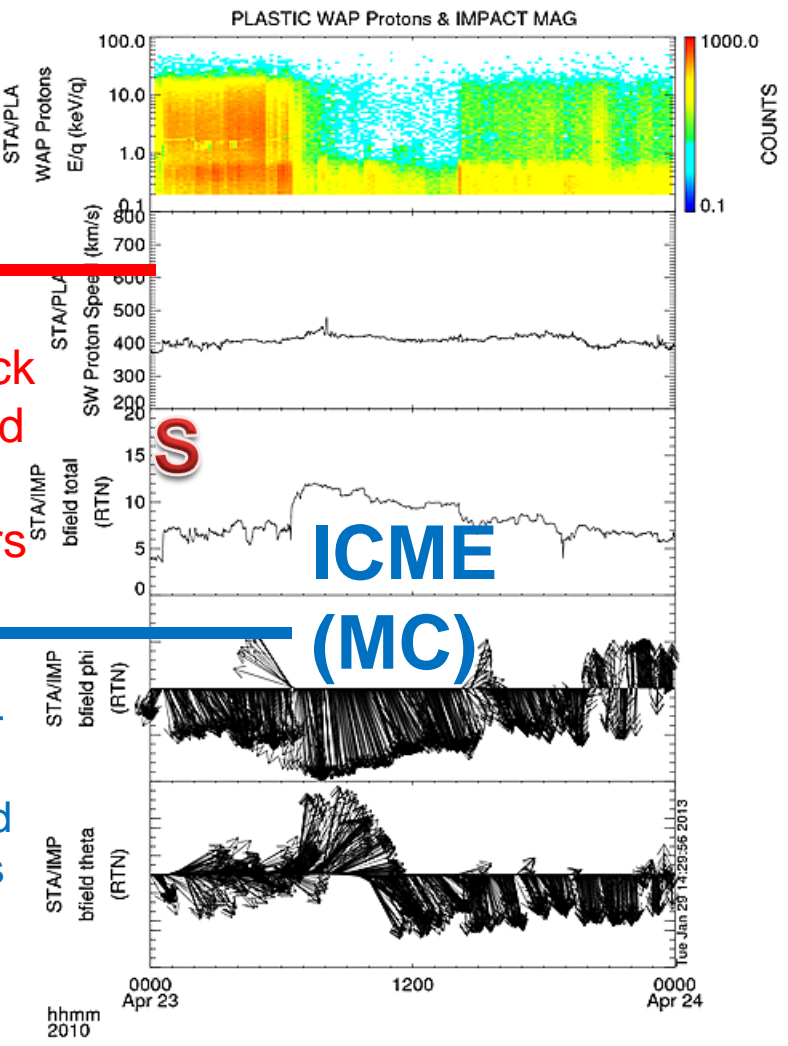 PLASTIC WAP Protons & IMPACT MAG
STA/PLA
WAP Protons
E/q (keV/q)
100.0
10.0
1.0
0.1
1000.0
0.1
COUNTS
STA/PLA
SW Proton Speed (km/s)
800
700
600
500
400
300
200
ck
d
rs
S
STA/IMP
bfield total
(RTN)
20
15
10
5
0
ICME
(MC)
STA/IMP
bfield phi
(RTN)
d
s
STA/IMP
bfield theta
(RTN)
Tue Jan 29 14:29:56 2013
0000
Apr 23
1200
0000
Apr 24
hhmm
2010